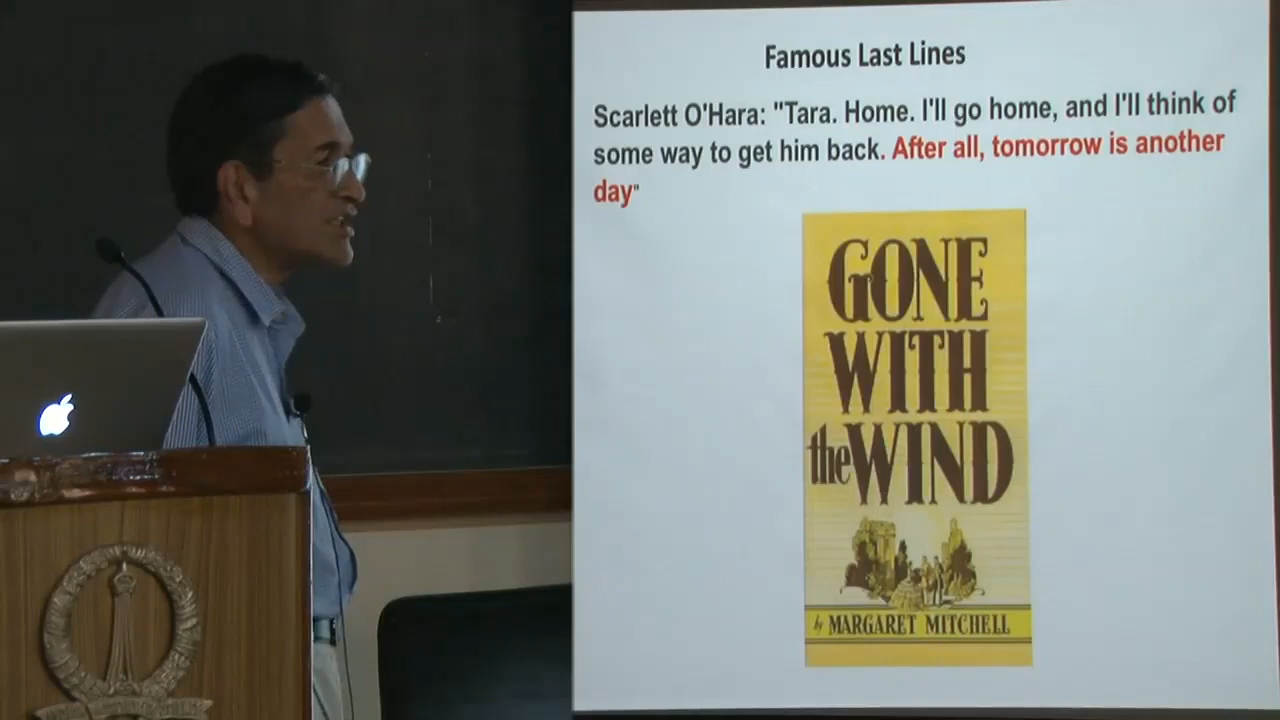 Famous Last Lines
Scarlett O'Hara: "Tara. Home. I'll go home, and I'll think of
some way to get him back. After all, tomorrow is another
day"
GONE
WITH
the WIND
by MARGARET MITCHELL